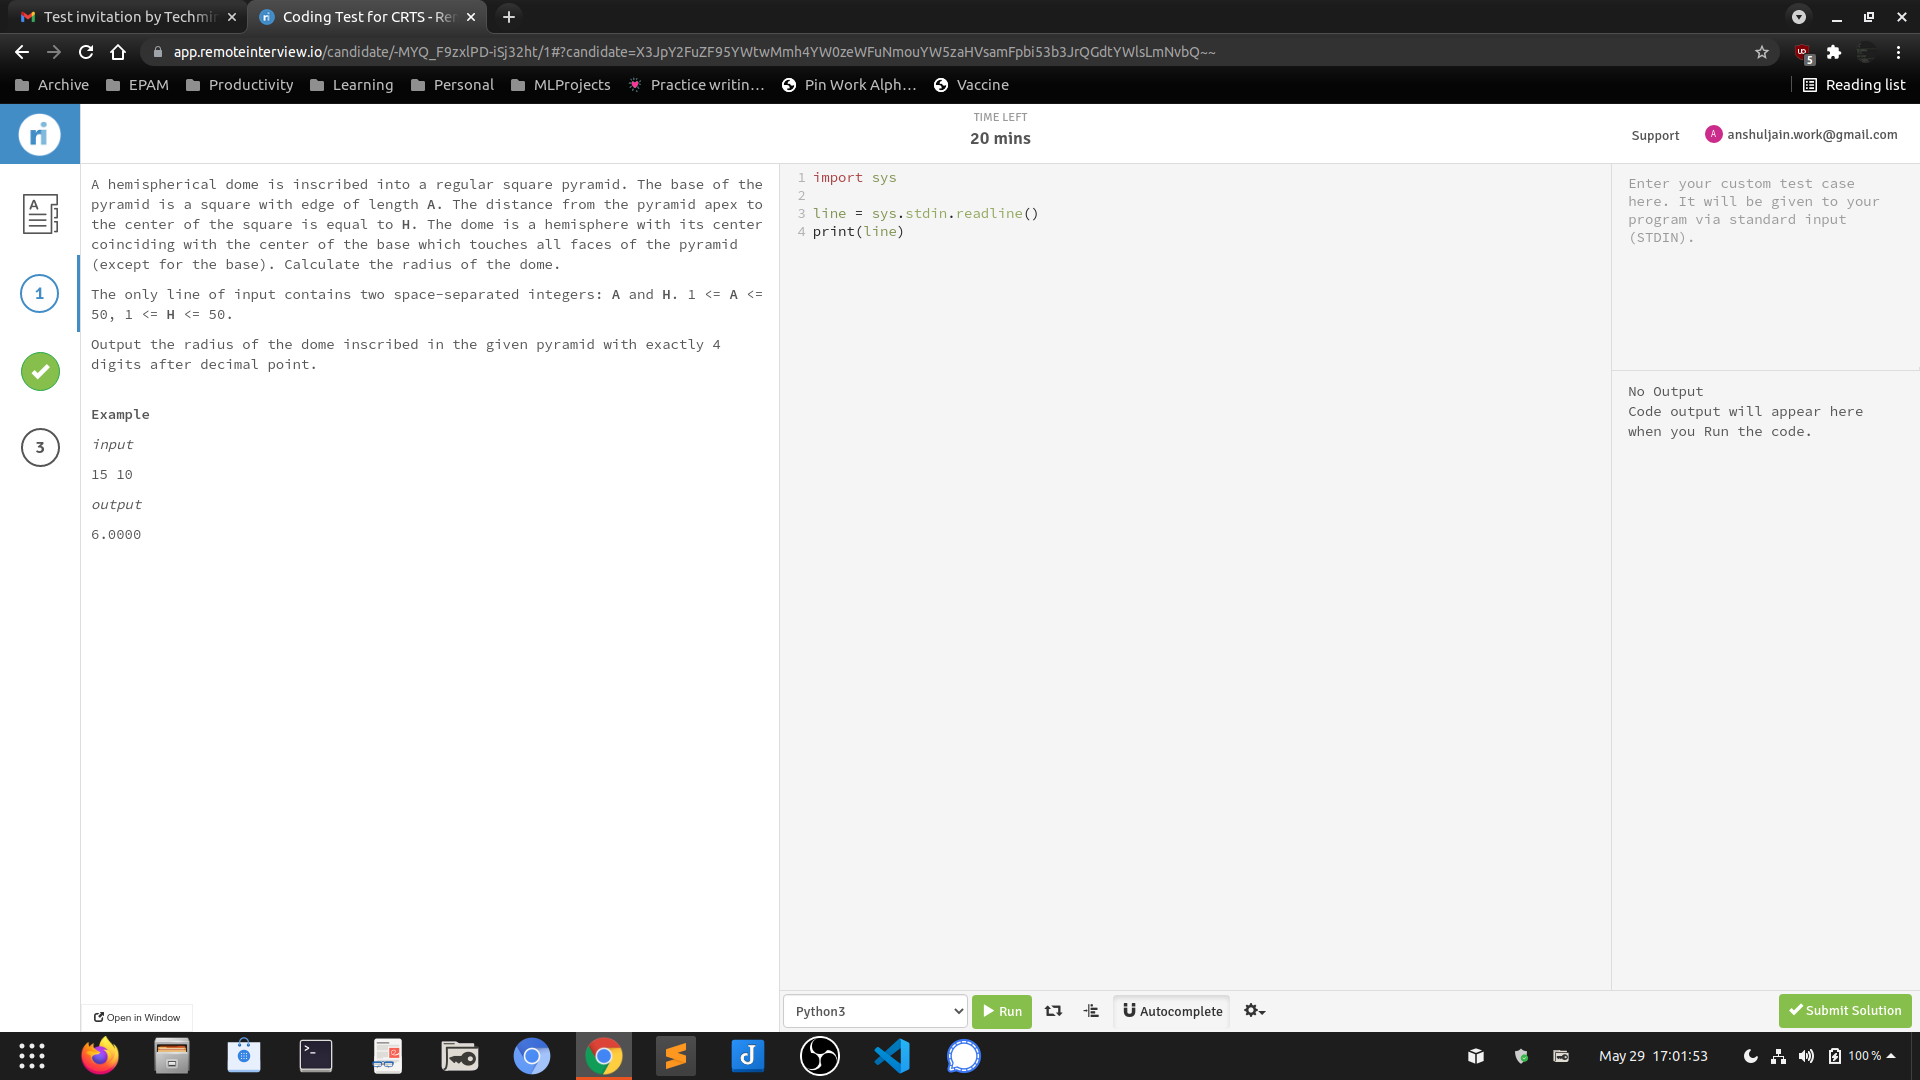 Test invitation by Techmin
Coding Test for CRTS - Rem
app.remoteinterview.io/candidate/-MYQ_F9zxlPD-iSj32ht/1#?candidate=X3JpY2FuZF95YWtwMmh4YW0zeWFuNmouYW5zaHVsamFpbi53b3JrQGdtYWlsLmNvbQ~~
5
Archive
EPAM
Productivity
Learning
Personal
MLProjects
Practice writin…
Pin Work Alph…
Vaccine
Reading list
ri
TIME LEFT
20 mins
Support
A
anshuljain.work@gmail.com
A
1
3
A hemispherical dome is inscribed into a regular square pyramid. The base of the
pyramid is a square with edge of length A. The distance from the pyramid apex to
the center of the square is equal to H. The dome is a hemisphere with its center
coinciding with the center of the base which touches all faces of the pyramid
(except for the base). Calculate the radius of the dome.
The only line of input contains two space-separated integers: A and H. 1 <= A <=
50, 1 <= H <= 50.
Output the radius of the dome inscribed in the given pyramid with exactly 4
digits after decimal point.
Example
input
15 10
output
6.0000
Open in Window
1 import sys
2
3 line = sys.stdin.readline()
4 print(line)
Enter your custom test case
here. It will be given to your
program via standard input
(STDIN).
No Output
Code output will appear here
when you Run the code.
Python3
Run
Autocomplete
Submit Solution
May 29 17:01:53
100 %